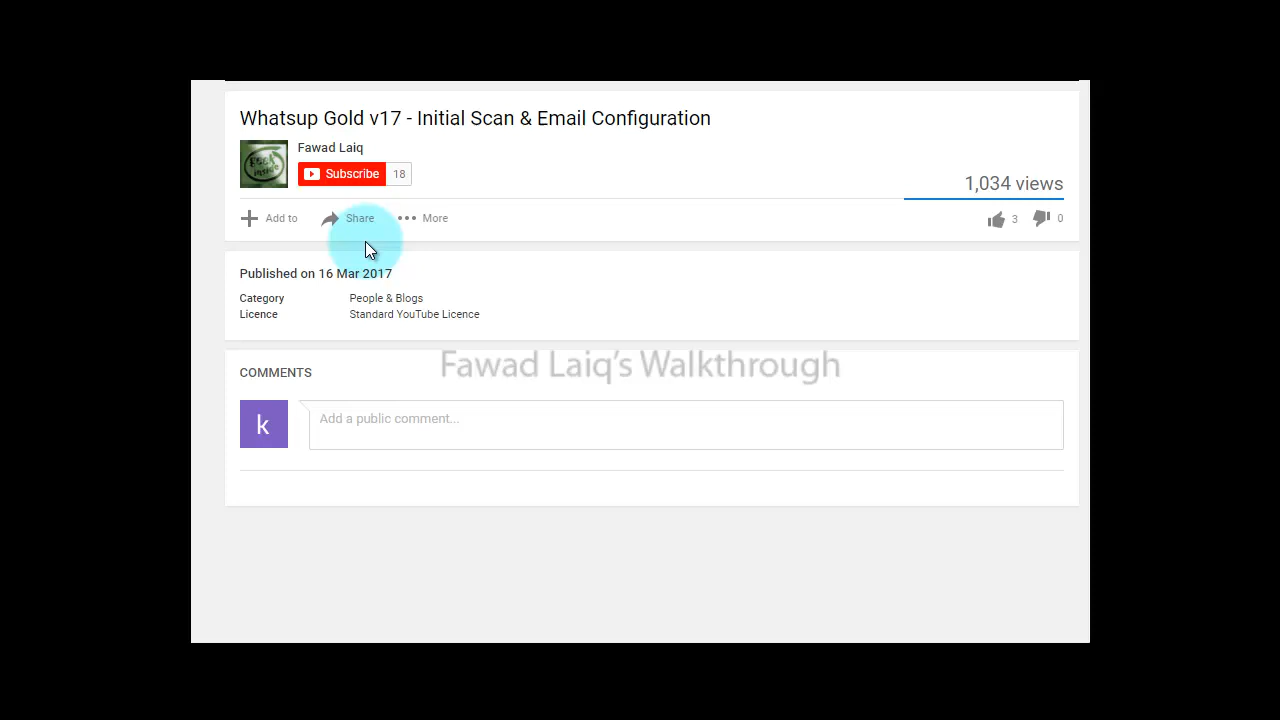 Whatsup Gold v17 - Initial Scan & Email Configuration
Geek inside
Fawad Laiq
Subscribe 18
1,034 views
Add to Share More 3 0
Published on 16 Mar 2017
Category People & Blogs
Licence Standard YouTube Licence
Fawad Laiq's Walkthrough
COMMENTS
k Add a public comment...